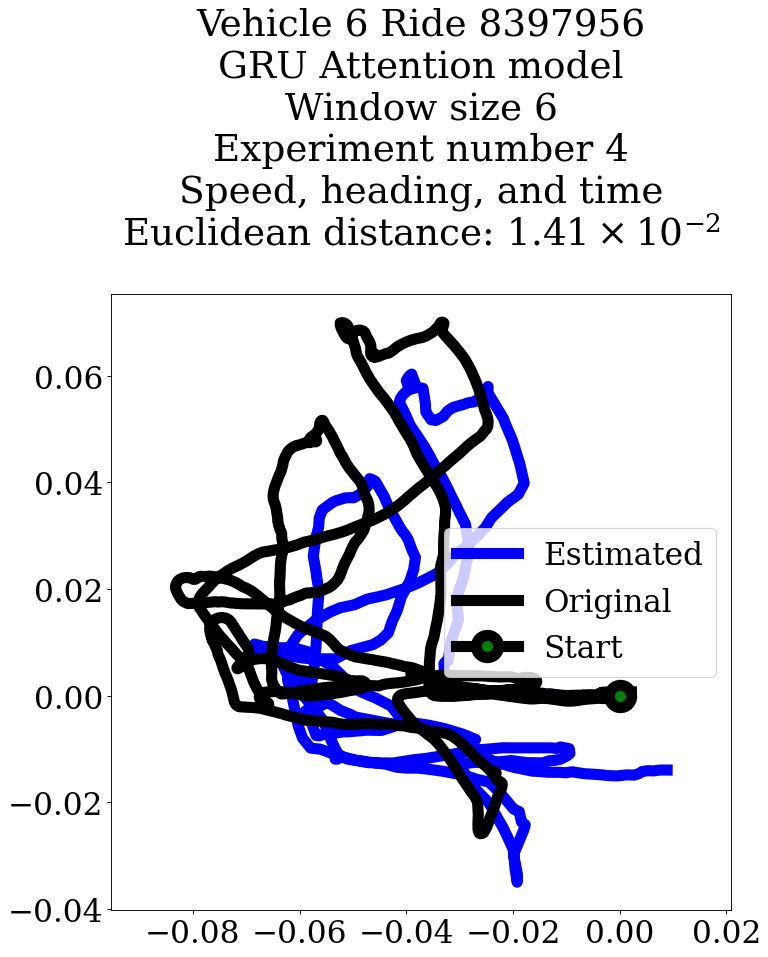 Vehicle 6 Ride 8397956
GRU Attention model
Window size 6
Experiment number 4
Speed, heading, and time
Euclidean distance: 1.41 × 10⁻²
0.06
0.04
0.02
0.00
−0.02
−0.04
Estimated
Original
Start
−0.08 −0.06 −0.04 −0.02 0.00 0.02